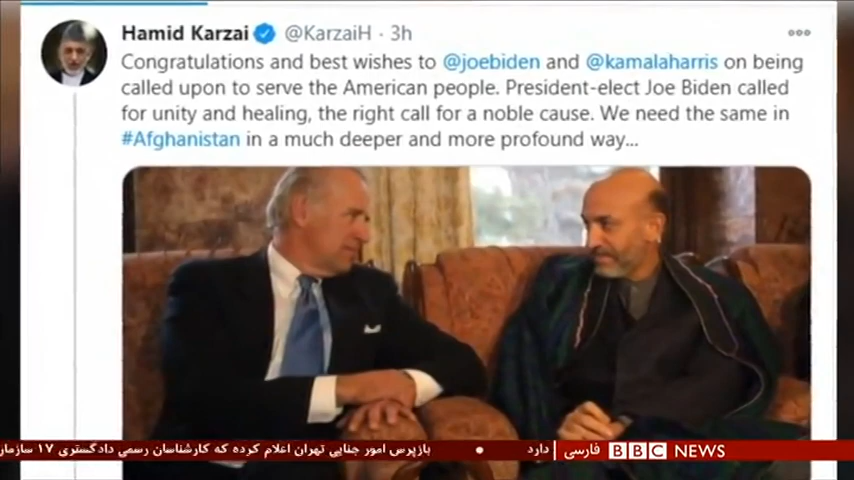 Hamid Karzai @KarzaiH · 3h
Congratulations and best wishes to @joebiden and @kamalaharris on being
called upon to serve the American people. President-elect Joe Biden called
for unity and healing, the right call for a noble cause. We need the same in
#Afghanistan in a much deeper and more profound way...
بازپرس امور جنایی تهران اعلام کرده که کارشناسان رسمی دادگستری ۱۷ سازمان
دارد
BBC NEWS فارسی